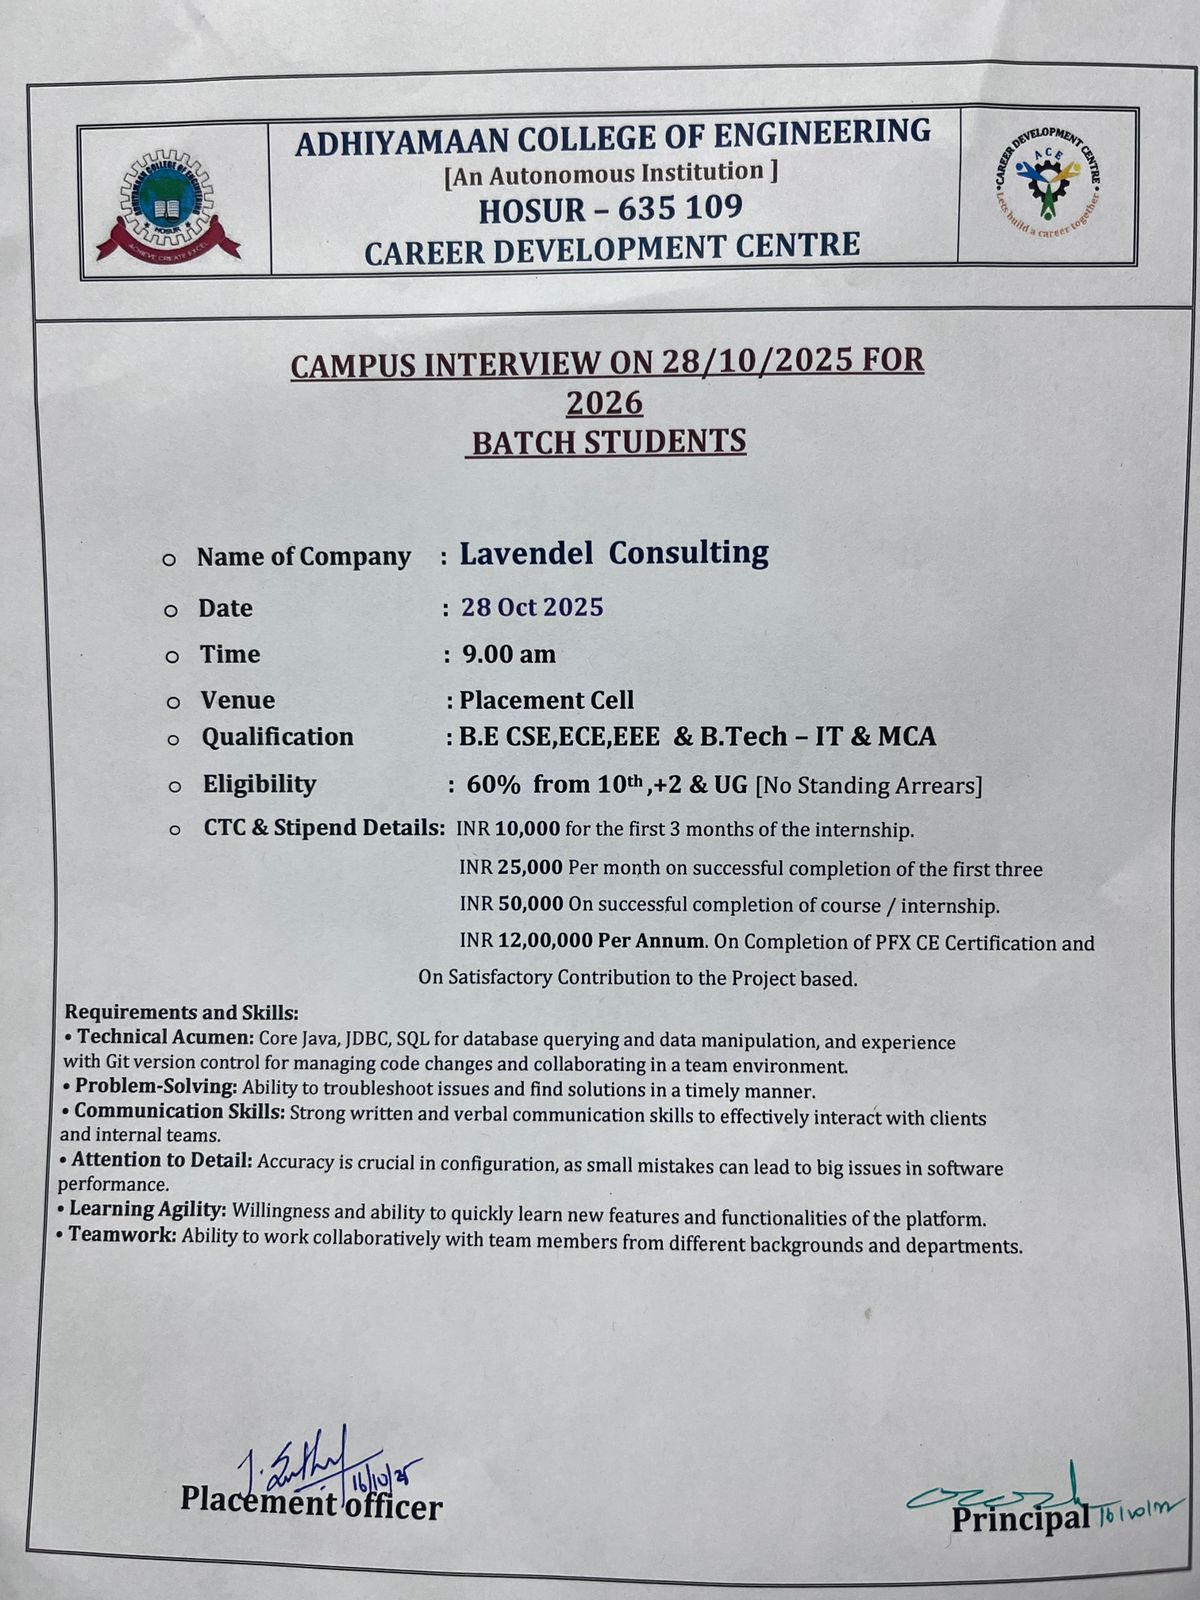 ADHIYAMAAN COLLEGE OF ENGINEERING
[An Autonomous Institution ]
HOSUR – 635 109
CAREER DEVELOPMENT CENTRE
ADHIYAMAAN COLLEGE OF ENGINEERING
HOSUR
ACHIEVE CREATE EXCEL
CAREER DEVELOPMENT CENTRE
ACE
Lets build a career together
CAMPUS INTERVIEW ON 28/10/2025 FOR
2026
BATCH STUDENTS
o Name of Company : Lavendel Consulting
o Date : 28 Oct 2025
o Time : 9.00 am
o Venue : Placement Cell
o Qualification : B.E CSE,ECE,EEE & B.Tech – IT & MCA
o Eligibility : 60% from 10th ,+2 & UG [No Standing Arrears]
o CTC & Stipend Details: INR 10,000 for the first 3 months of the internship.
INR 25,000 Per month on successful completion of the first three
INR 50,000 On successful completion of course / internship.
INR 12,00,000 Per Annum. On Completion of PFX CE Certification and
On Satisfactory Contribution to the Project based.
Requirements and Skills:
• Technical Acumen: Core Java, JDBC, SQL for database querying and data manipulation, and experience
with Git version control for managing code changes and collaborating in a team environment.
• Problem-Solving: Ability to troubleshoot issues and find solutions in a timely manner.
• Communication Skills: Strong written and verbal communication skills to effectively interact with clients
and internal teams.
• Attention to Detail: Accuracy is crucial in configuration, as small mistakes can lead to big issues in software
performance.
• Learning Agility: Willingness and ability to quickly learn new features and functionalities of the platform.
• Teamwork: Ability to work collaboratively with team members from different backgrounds and departments.
16/10/25
Placement officer
Principal